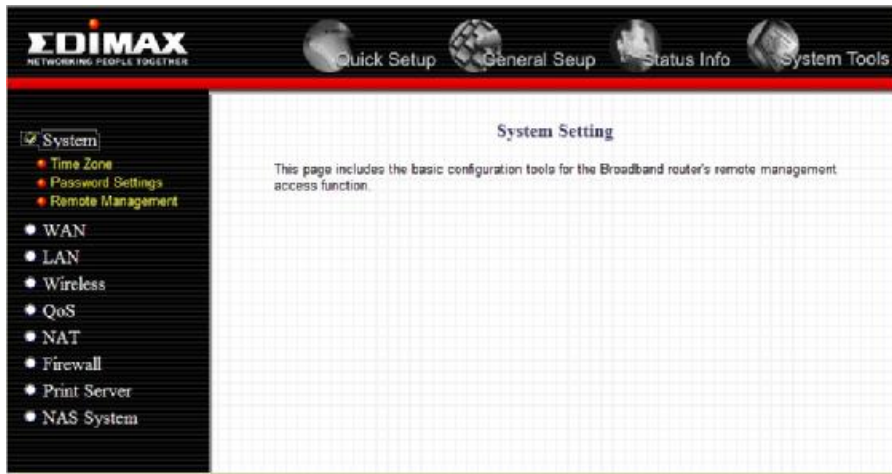 EDIMAX
NETWORKING PEOPLE TOGETHER
Quick Setup
General Seup
Status Info
System Tools
System
Time Zone
Password Settings
Remote Management
WAN
LAN
Wireless
QoS
NAT
Firewall
Print Server
NAS System
System Setting
This page includes the basic configuration tools for the Broadband router's remote management
access function.